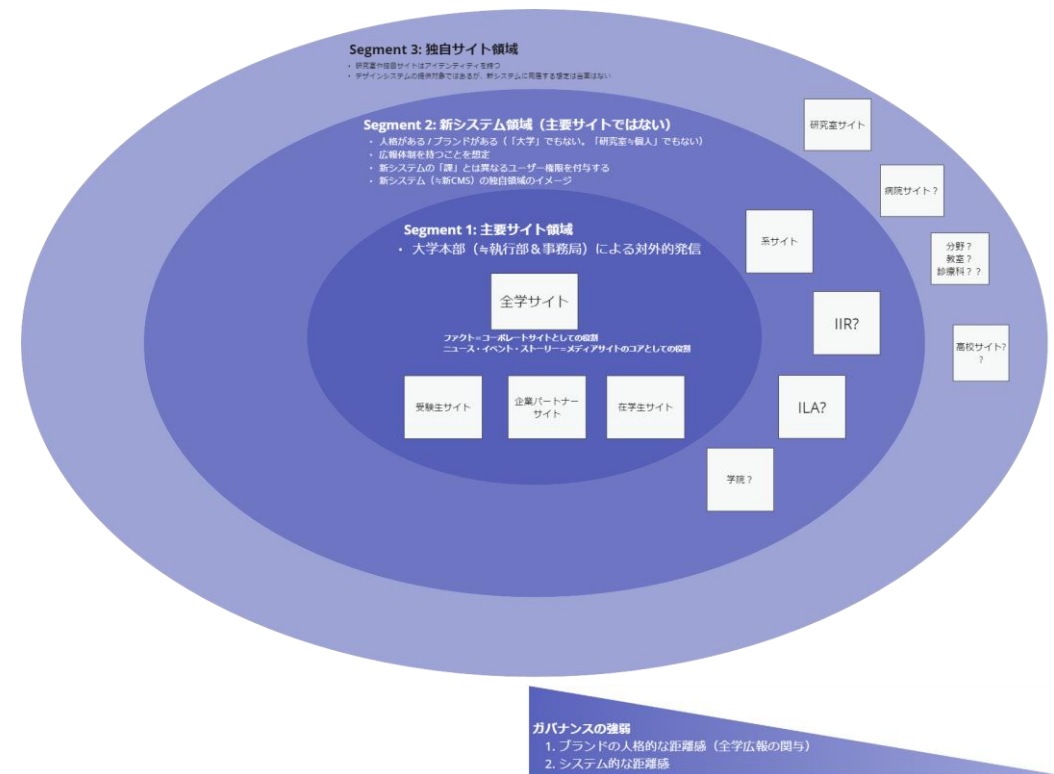 Segment 3: 独自サイト領域
・ 研究室や独自サイトはアイデンティティを持つ
・ デザインシステムの提供対象ではあるが、新システムに同居する想定は当面はない
Segment 2: 新システム領域（主要サイトではない）
・ 人格がある / ブランドがある（「大学」でもない。「研究室≒個人」でもない）
・ 広報体制を持つことを想定
・ 新システムの「課」とは異なるユーザー権限を付与する
・ 新システム（≒新CMS）の独自領域のイメージ
Segment 1: 主要サイト領域
・ 大学本部（≒執行部＆事務局）による対外的発信
全学サイト
ファクト＝コーポレートサイトとしての役割
ニュース・イベント・ストーリー＝メディアサイトのコアとしての役割
受験生サイト
企業パートナー
サイト
在学生サイト
系サイト
IIR?
ILA?
学院？
研究室サイト
病院サイト？
分野？
教室？
診療科？？
高校サイト?
?
ガバナンスの強弱
1. ブランドの人格的な距離感（全学広報の関与）
2. システム的な距離感